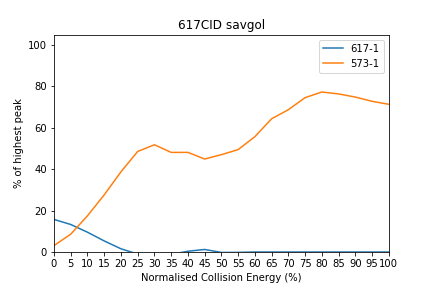 617CID savgol
617-1
573-1
% of highest peak
100
80
60
40
20
0
0 5 10 15 20 25 30 35 40 45 50 55 60 65 70 75 80 85 90 95 100
Normalised Collision Energy (%)